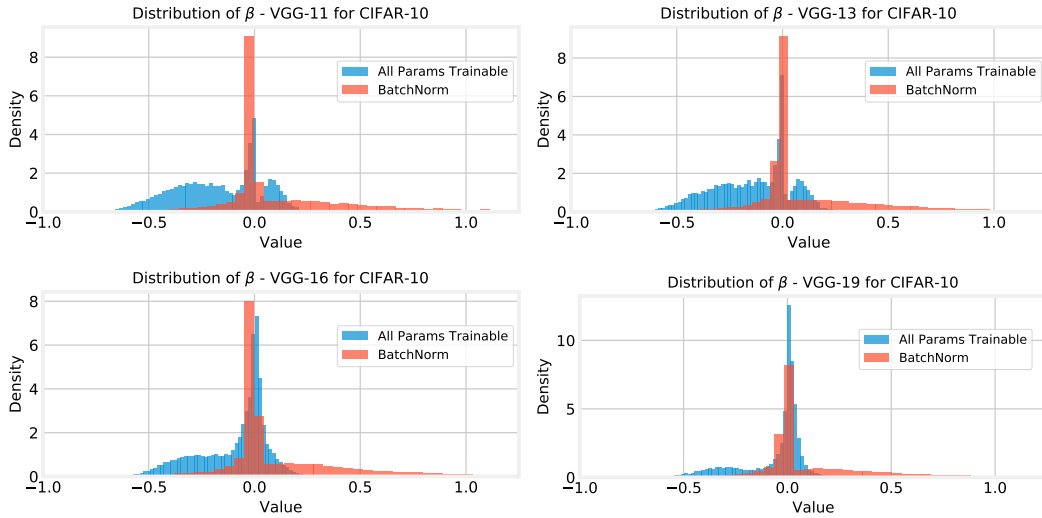 Distribution of β - VGG-11 for CIFAR-10
8
6
4
2
0
Density
All Params Trainable
BatchNorm
−1.0 −0.5 0.0 0.5 1.0
Value
Distribution of β - VGG-13 for CIFAR-10
8
6
4
2
0
Density
All Params Trainable
BatchNorm
−1.0 −0.5 0.0 0.5 1.0
Value
Distribution of β - VGG-16 for CIFAR-10
8
6
4
2
0
Density
All Params Trainable
BatchNorm
−1.0 −0.5 0.0 0.5 1.0
Value
Distribution of β - VGG-19 for CIFAR-10
10
5
0
Density
All Params Trainable
BatchNorm
−1.0 −0.5 0.0 0.5 1.0
Value